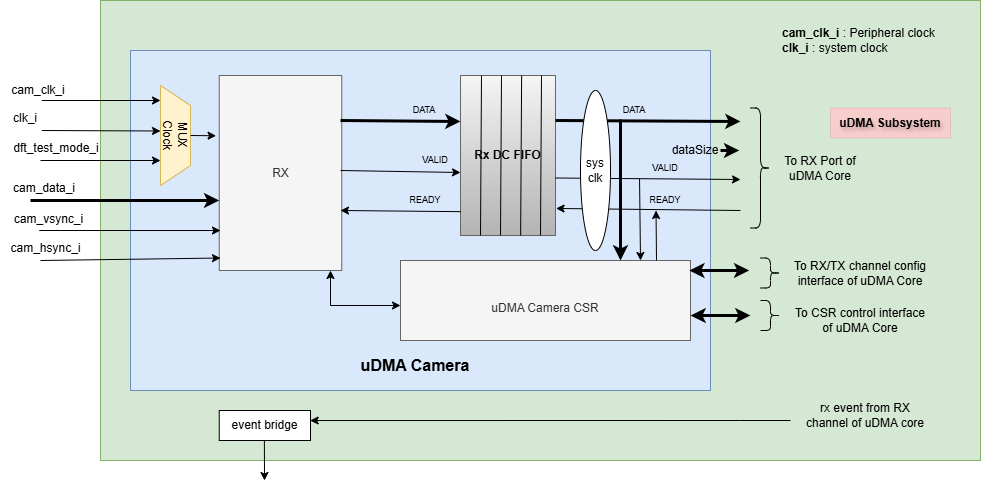 cam_clk_i : Peripheral clock
clk_i : system clock
uDMA Subsystem
cam_clk_i
clk_i
dft_test_mode_i
cam_data_i
cam_vsync_i
cam_hsync_i
MUX
Clock
RX
DATA
VALID
READY
Rx DC FIFO
sys
clk
DATA
dataSize
VALID
READY
To RX Port of
uDMA Core
uDMA Camera CSR
To RX/TX channel config
interface of uDMA Core
To CSR control interface
of uDMA Core
uDMA Camera
event bridge
rx event from RX
channel of uDMA core